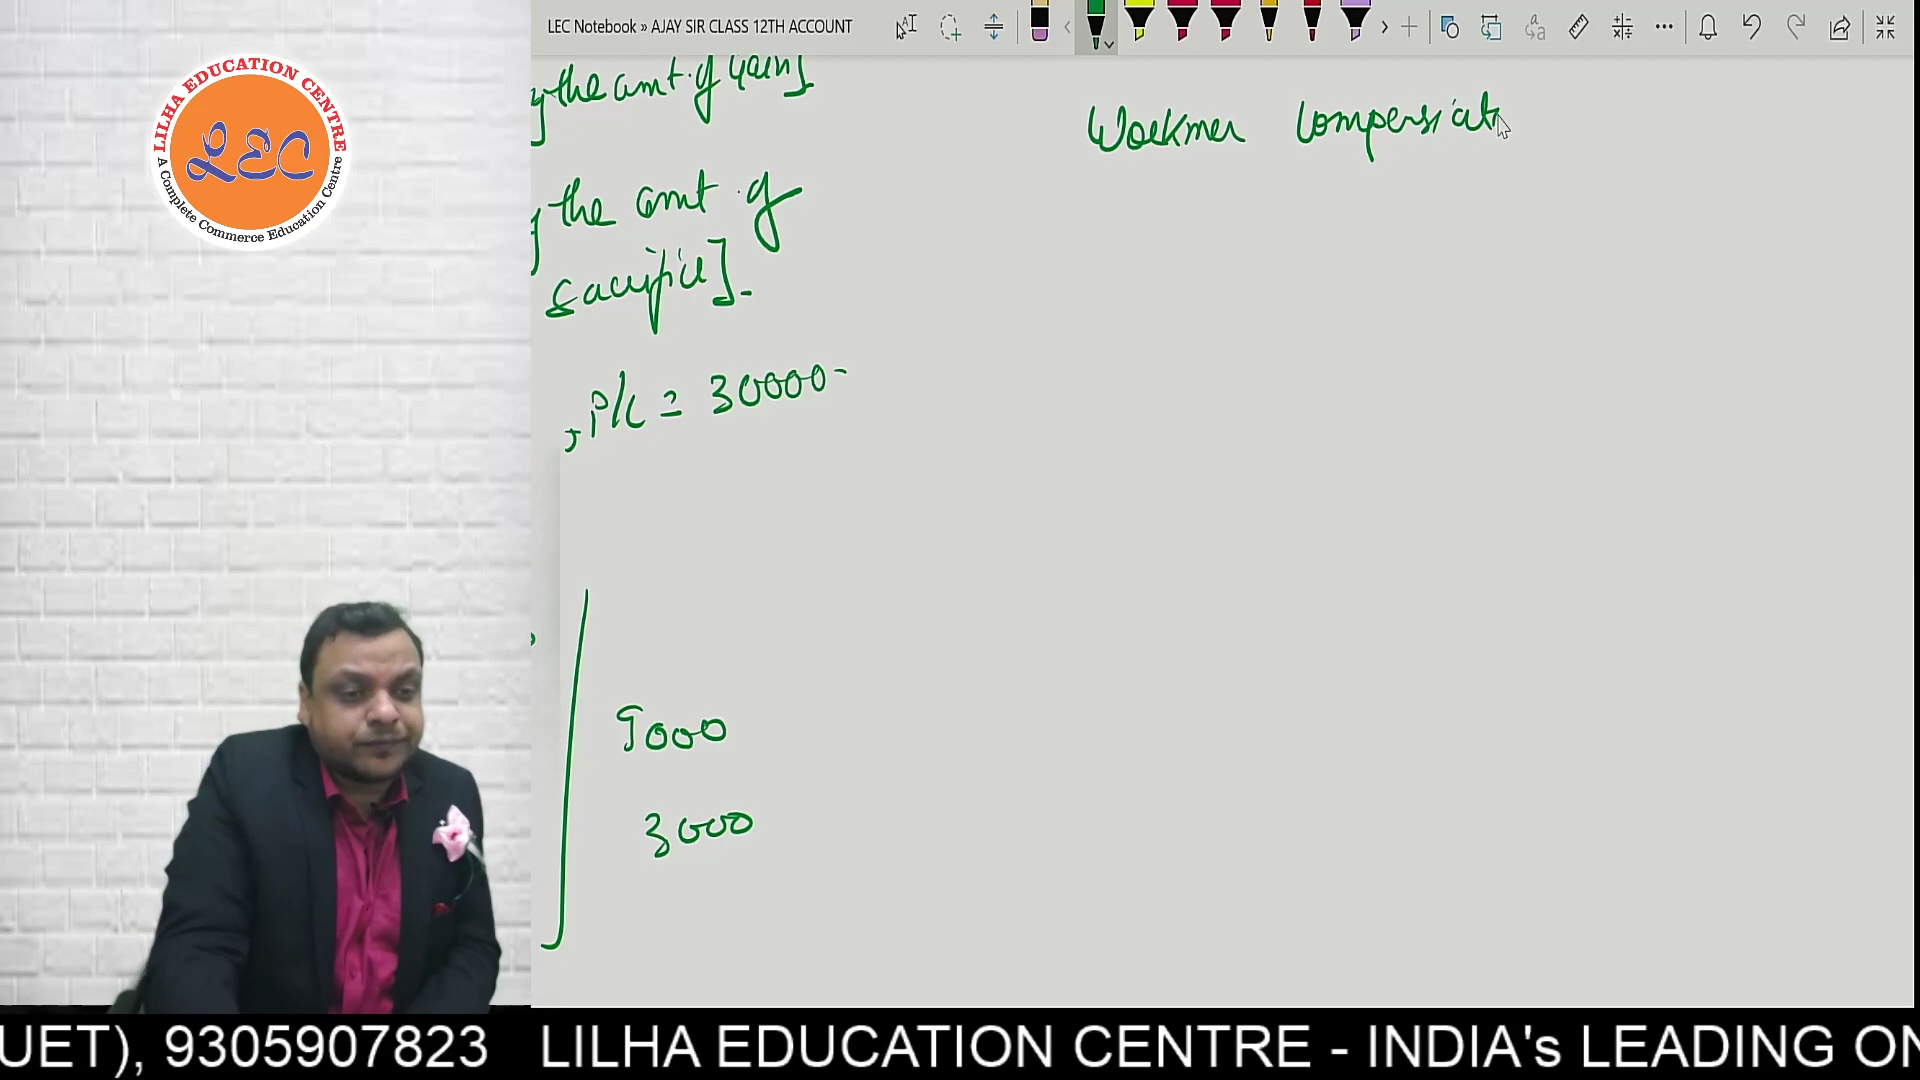 LEC Notebook » AJAY SIR CLASS 12TH ACCOUNT
LILHA EDUCATION CENTRE
LEC
A Complete Commerce Education Centre
the amt. of Gain]
Workmen Compensiat
the amt. of
sacrifice].
P/L = 30000-
9000
3000
UET), 9305907823 LILHA EDUCATION CENTRE - INDIA's LEADING ON